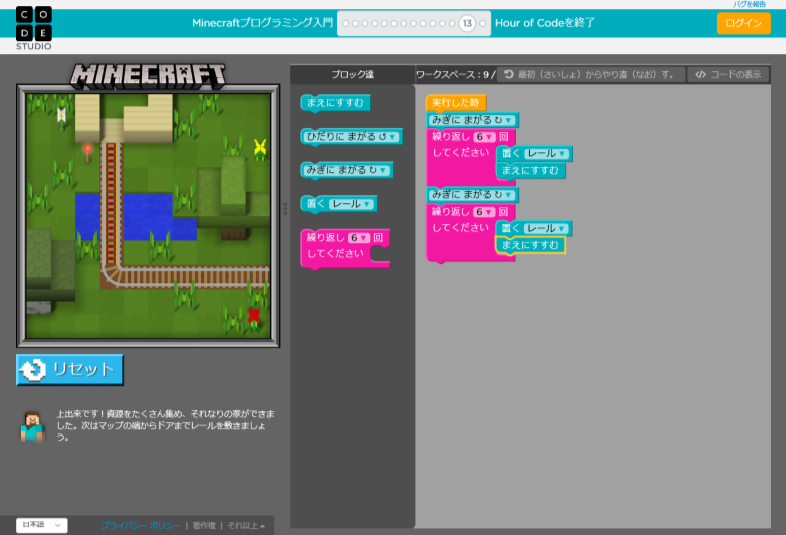 バグを報告
C O
D E
STUDIO
Minecraftプログラミング入門
13
Hour of Codeを終了
ログイン
MINECRAFT
ブロック達
ワークスペース : 9 /
最初（さいしょ）からやり直（なお）す。
コードの表示
まえにすすむ
ひだりに まがる↺▼
みぎに まがる↻▼
置く レール▼
繰り返し 6▼ 回
してください
実行した時
みぎに まがる↻▼
繰り返し 6▼ 回
してください
置く レール▼
まえにすすむ
みぎに まがる↻▼
繰り返し 6▼ 回
してください
置く レール▼
まえにすすむ
リセット
上出来です！資源をたくさん集め、それなりの家ができま
した。次はマップの端からドアまでレールを敷きましょ
う。
日本語
プライバシー ポリシー | 著作権 | それ以上